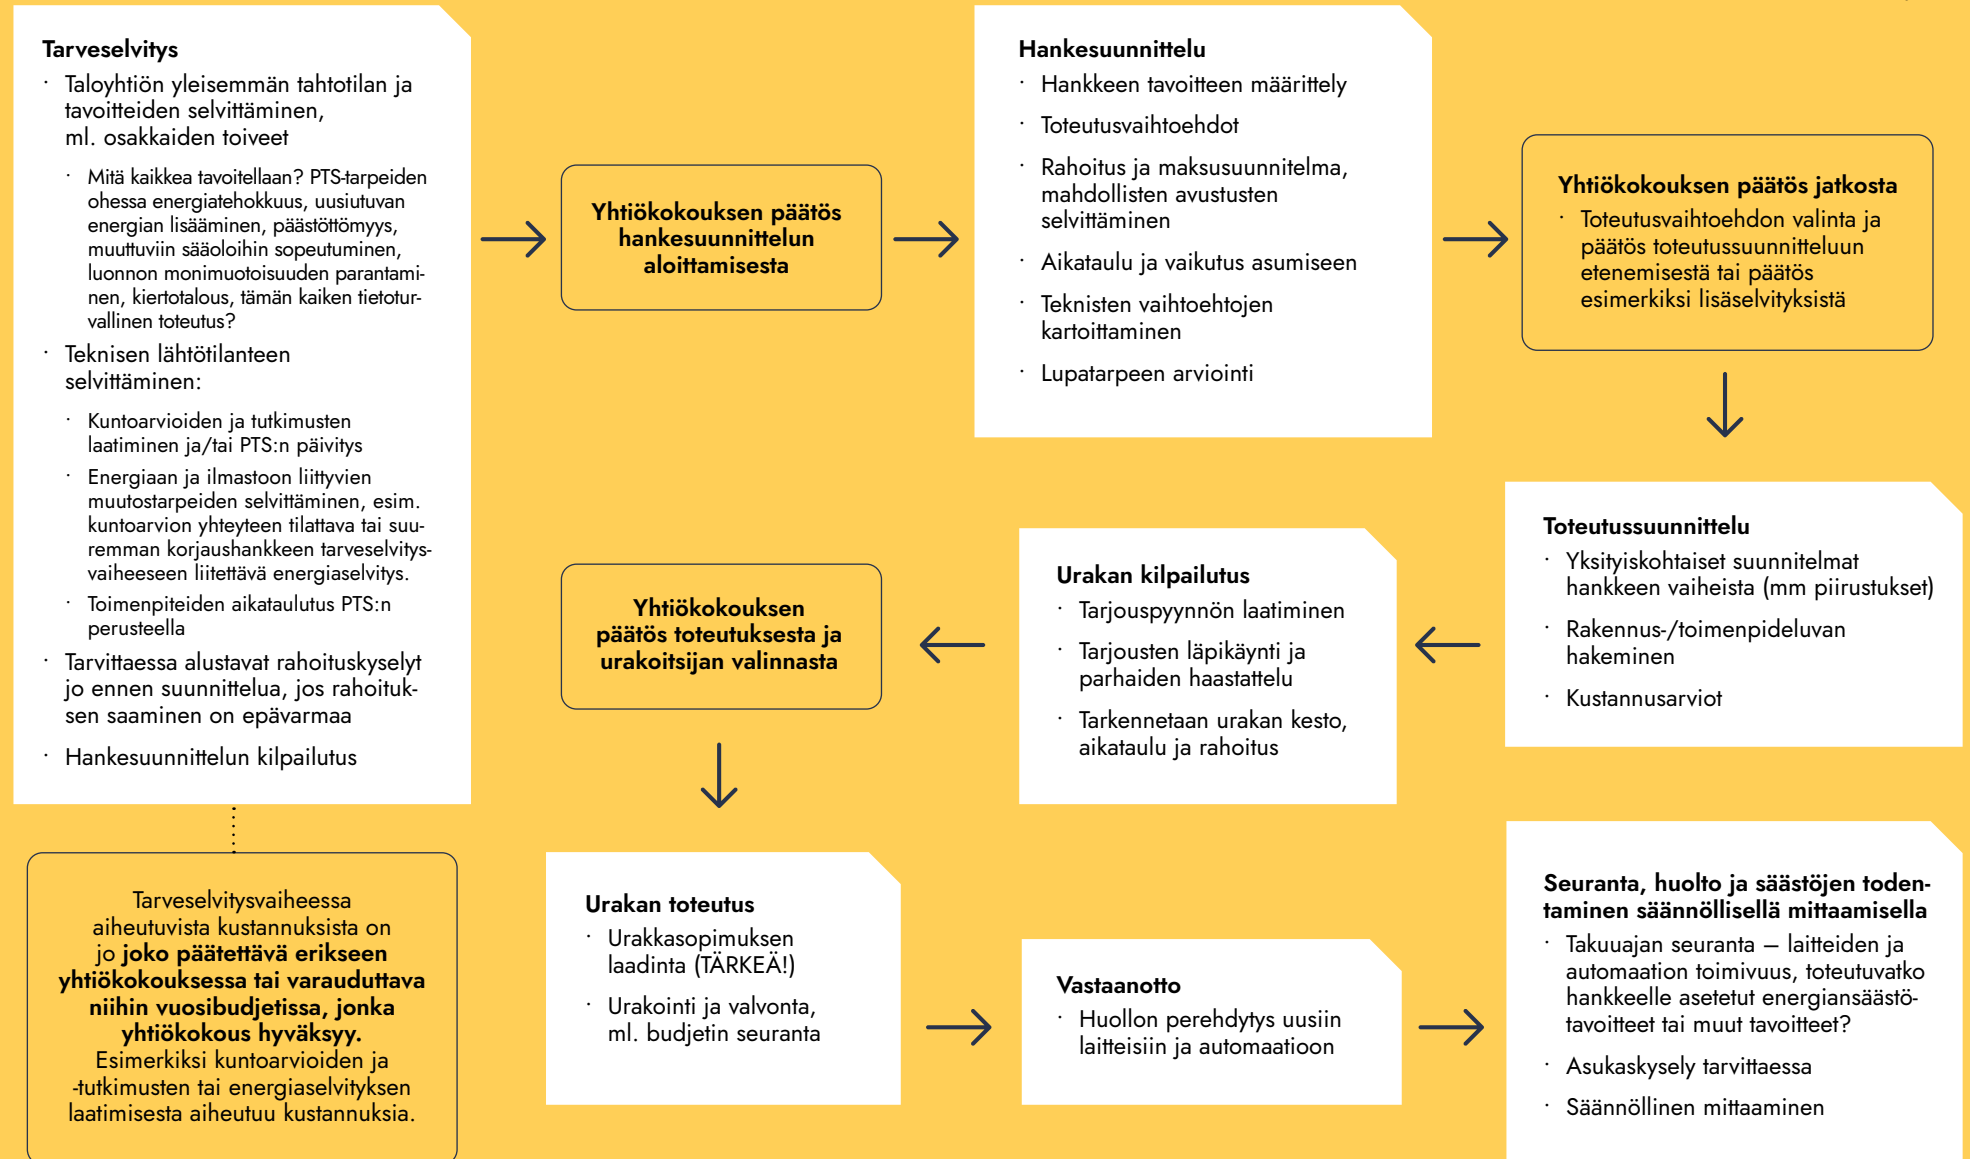 Tarveselvitys
· Taloyhtiön yleisemmän tahtotilan ja
tavoitteiden selvittäminen,
ml. osakkaiden toiveet
· Mitä kaikkea tavoitellaan? PTS-tarpeiden
ohessa energiatehokkuus, uusiutuvan
energian lisääminen, päästöttömyys,
muuttuviin sääoloihin sopeutuminen,
luonnon monimuotoisuuden parantami-
nen, kiertotalous, tämän kaiken tietotur-
vallinen toteutus?
· Teknisen lähtötilanteen
selvittäminen:
· Kuntoarvioiden ja tutkimusten
laatiminen ja/tai PTS:n päivitys
· Energiaan ja ilmastoon liittyvien
muutostarpeiden selvittäminen, esim.
kuntoarvion yhteyteen tilattava tai suu-
remman korjaushankkeen tarveselvitys-
vaiheeseen liitettävä energiaselvitys.
· Toimenpiteiden aikataulutus PTS:n
perusteella
· Tarvittaessa alustavat rahoituskyselyt
jo ennen suunnittelua, jos rahoituk-
sen saaminen on epävarmaa
· Hankesuunnittelun kilpailutus
Tarveselvitysvaiheessa
aiheutuvista kustannuksista on
jo joko päätettävä erikseen
yhtiökokouksessa tai varauduttava
niihin vuosibudjetissa, jonka
yhtiökokous hyväksyy.
Esimerkiksi kuntoarvioiden ja
-tutkimusten tai energiaselvityksen
laatimisesta aiheutuu kustannuksia.
Yhtiökokouksen päätös
hankesuunnittelun
aloittamisesta
Hankesuunnittelu
· Hankkeen tavoitteen määrittely
· Toteutusvaihtoehdot
· Rahoitus ja maksusuunnitelma,
mahdollisten avustusten
selvittäminen
· Aikataulu ja vaikutus asumiseen
· Teknisten vaihtoehtojen
kartoittaminen
· Lupatarpeen arviointi
Yhtiökokouksen päätös jatkosta
· Toteutusvaihtoehdon valinta ja
päätös toteutussuunnitteluun
etenemisestä tai päätös
esimerkiksi lisäselvityksistä
Toteutussuunnittelu
· Yksityiskohtaiset suunnitelmat
hankkeen vaiheista (mm piirustukset)
· Rakennus-/toimenpideluvan
hakeminen
· Kustannusarviot
Urakan kilpailutus
· Tarjouspyynnön laatiminen
· Tarjousten läpikäynti ja
parhaiden haastattelu
· Tarkennetaan urakan kesto,
aikataulu ja rahoitus
Yhtiökokouksen
päätös toteutuksesta ja
urakoitsijan valinnasta
Urakan toteutus
· Urakkasopimuksen
laadinta (TÄRKEÄ!)
· Urakointi ja valvonta,
ml. budjetin seuranta
Vastaanotto
· Huollon perehdytys uusiin
laitteisiin ja automaatioon
Seuranta, huolto ja säästöjen toden-
taminen säännöllisellä mittaamisella
· Takuuajan seuranta – laitteiden ja
automaation toimivuus, toteutuvatko
hankkeelle asetetut energiansäästö-
tavoitteet tai muut tavoitteet?
· Asukaskysely tarvittaessa
· Säännöllinen mittaaminen